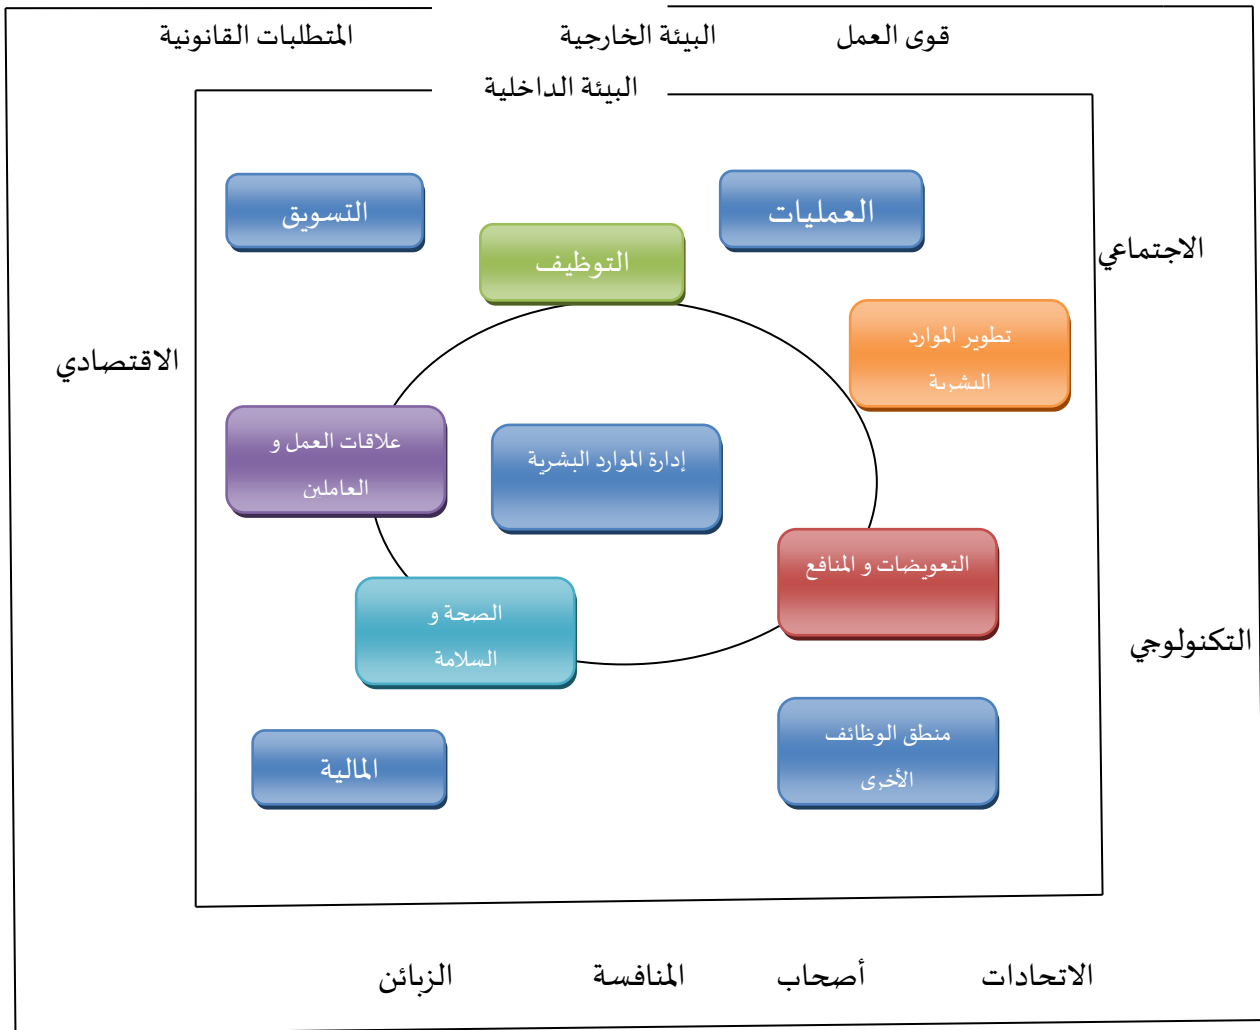 قوى العمل
البيئة الخارجية
المتطلبات القانونية
البيئة الداخلية
العمليات
التسويق
الاجتماعي
التوظيف
تطوير الموارد
البشرية
الاقتصادي
علاقات العمل و
العاملين
إدارة الموارد البشرية
التعويضات و المنافع
الصحة و
السلامة
التكنولوجي
منطق الوظائف
الأخرى
المالية
الاتحادات
أصحاب
المنافسة
الزبائن